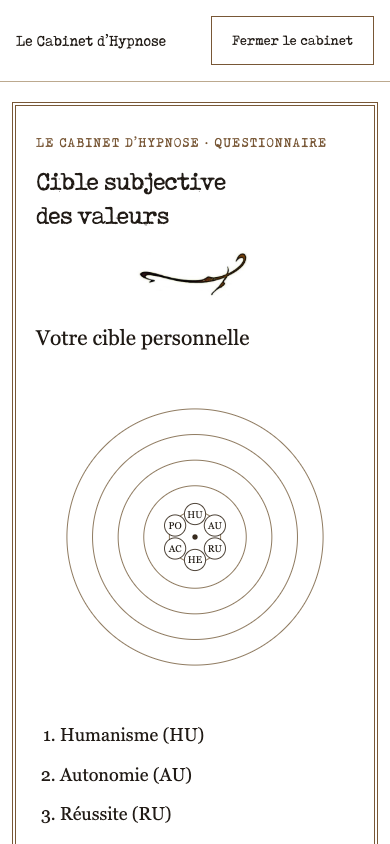 Le Cabinet d’Hypnose
Fermer le cabinet
LE CABINET D’HYPNOSE · QUESTIONNAIRE
Cible subjective
des valeurs
Votre cible personnelle
HU
PO AU
AC RU
HE
1. Humanisme (HU)
2. Autonomie (AU)
3. Réussite (RU)